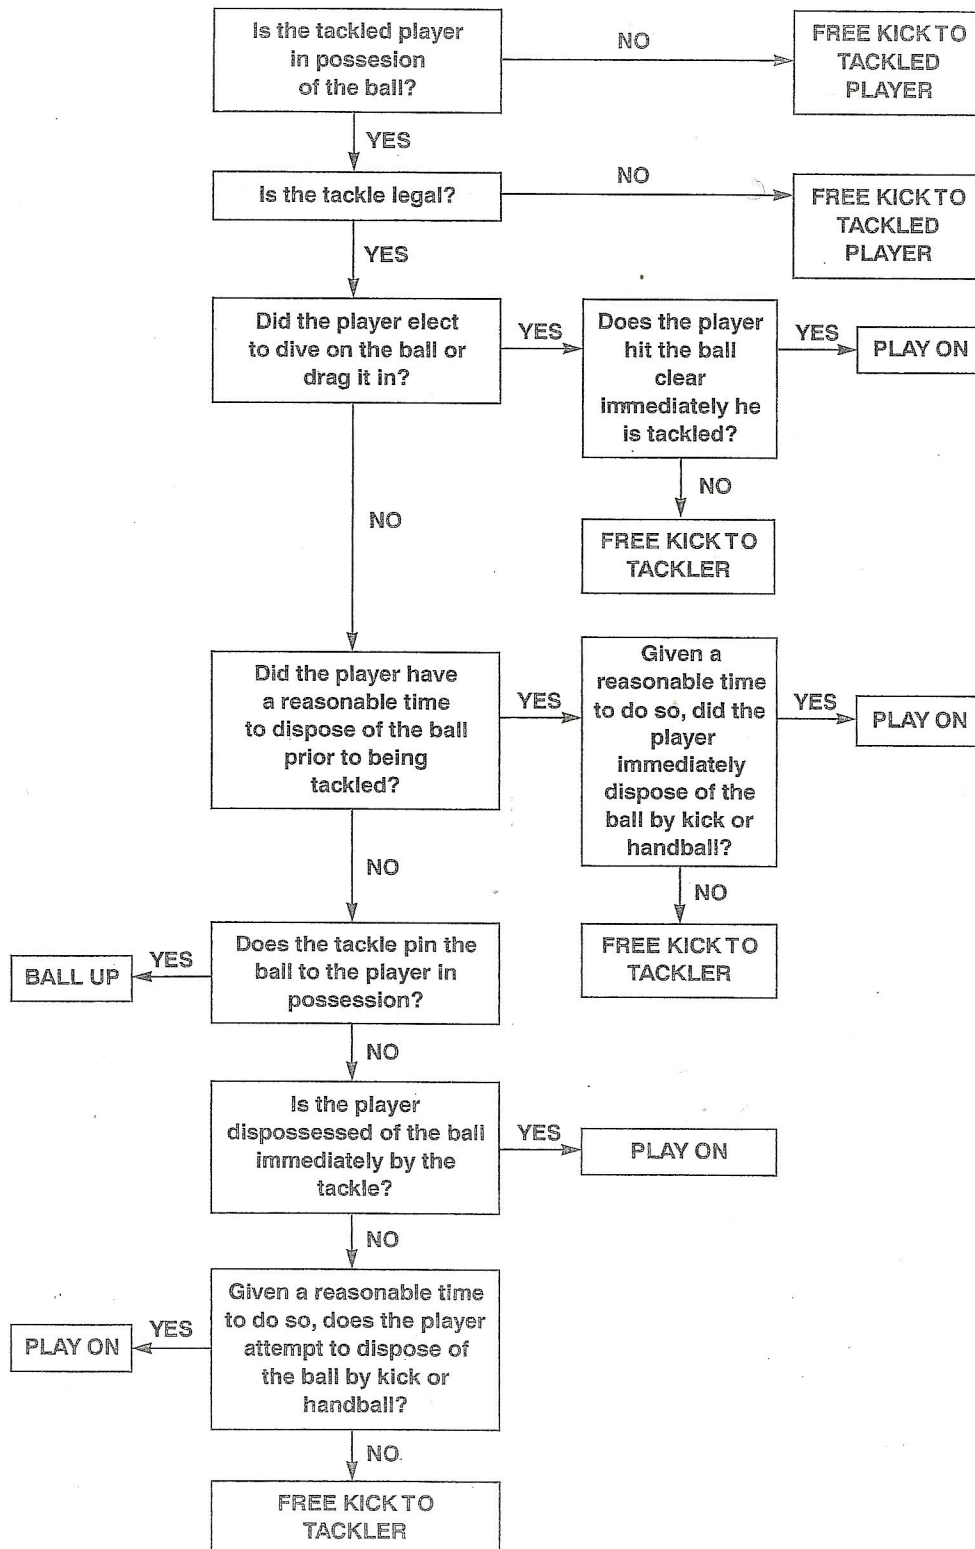 Is the tackled player
in possesion
of the ball?
NO
FREE KICK TO
TACKLED
PLAYER
YES
Is the tackle legal?
NO
FREE KICK TO
TACKLED
PLAYER
YES
Did the player elect
to dive on the ball or
drag it in?
YES
Does the player
hit the ball
clear
immediately he
is tackled?
YES
PLAY ON
NO
FREE KICK TO
TACKLER
NO
Did the player have
a reasonable time
to dispose of the ball
prior to being
tackled?
YES
Given a
reasonable time
to do so, did the
player
immediately
dispose of the
ball by kick or
handball?
YES
PLAY ON
NO
FREE KICK TO
TACKLER
NO
Does the tackle pin the
ball to the player in
possession?
YES
BALL UP
NO
Is the player
dispossessed of the ball
immediately by the
tackle?
YES
PLAY ON
NO
Given a reasonable time
to do so, does the player
attempt to dispose of
the ball by kick or
handball?
YES
PLAY ON
NO
FREE KICK TO
TACKLER